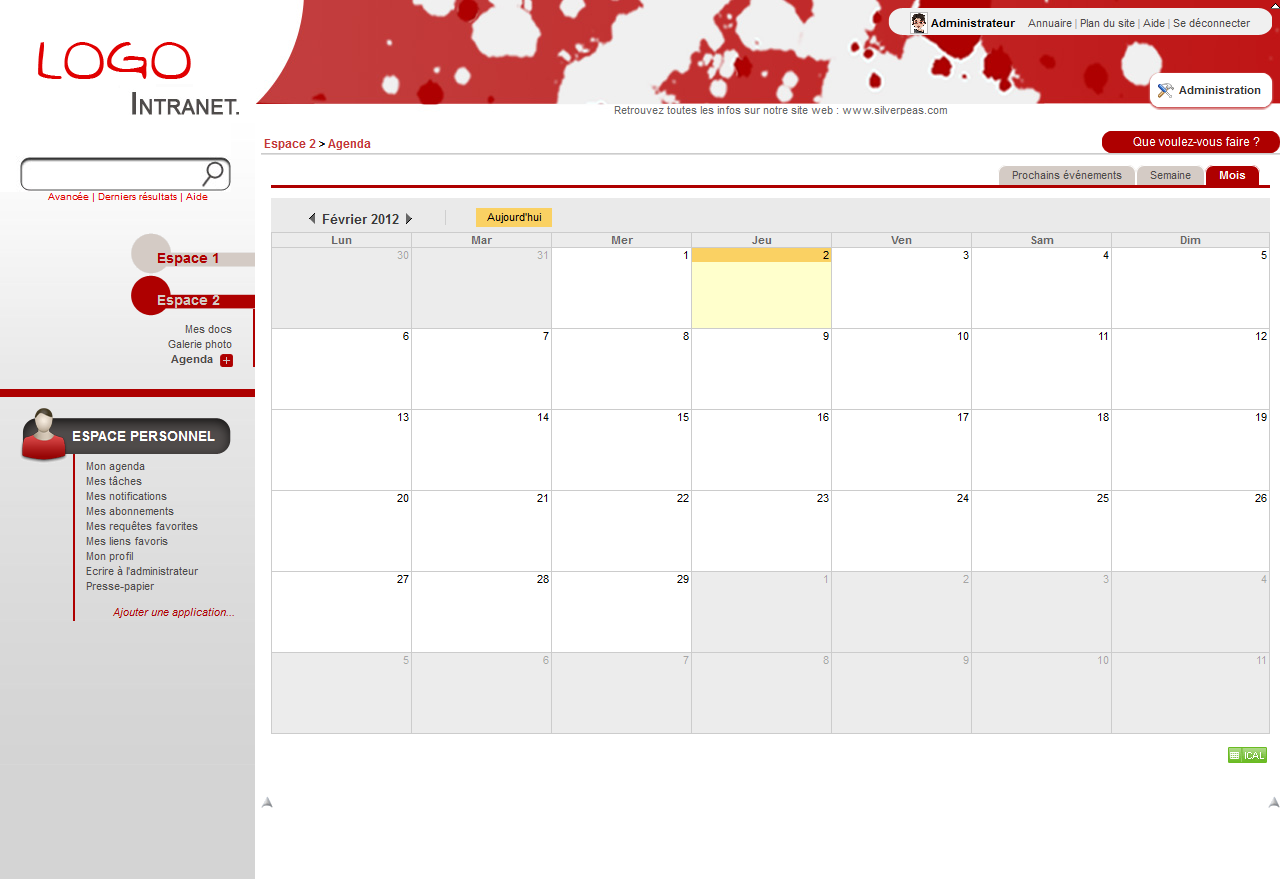 LOGO
INTRANET.
Administrateur Annuaire | Plan du site | Aide | Se déconnecter
Administration
Retrouvez toutes les infos sur notre site web : www.silverpeas.com
Espace 2 > Agenda
Que voulez-vous faire ?
Avancée | Derniers résultats | Aide
Prochains événements Semaine Mois
Février 2012 Aujourd'hui
Lun Mar Mer Jeu Ven Sam Dim
30 31 1 2 3 4 5
6 7 8 9 10 11 12
13 14 15 16 17 18 19
20 21 22 23 24 25 26
27 28 29 1 2 3 4
5 6 7 8 9 10 11
ICAL
Espace 1
Espace 2
Mes docs
Galerie photo
Agenda
ESPACE PERSONNEL
Mon agenda
Mes tâches
Mes notifications
Mes abonnements
Mes requêtes favorites
Mes liens favoris
Mon profil
Ecrire à l'administrateur
Presse-papier
Ajouter une application...